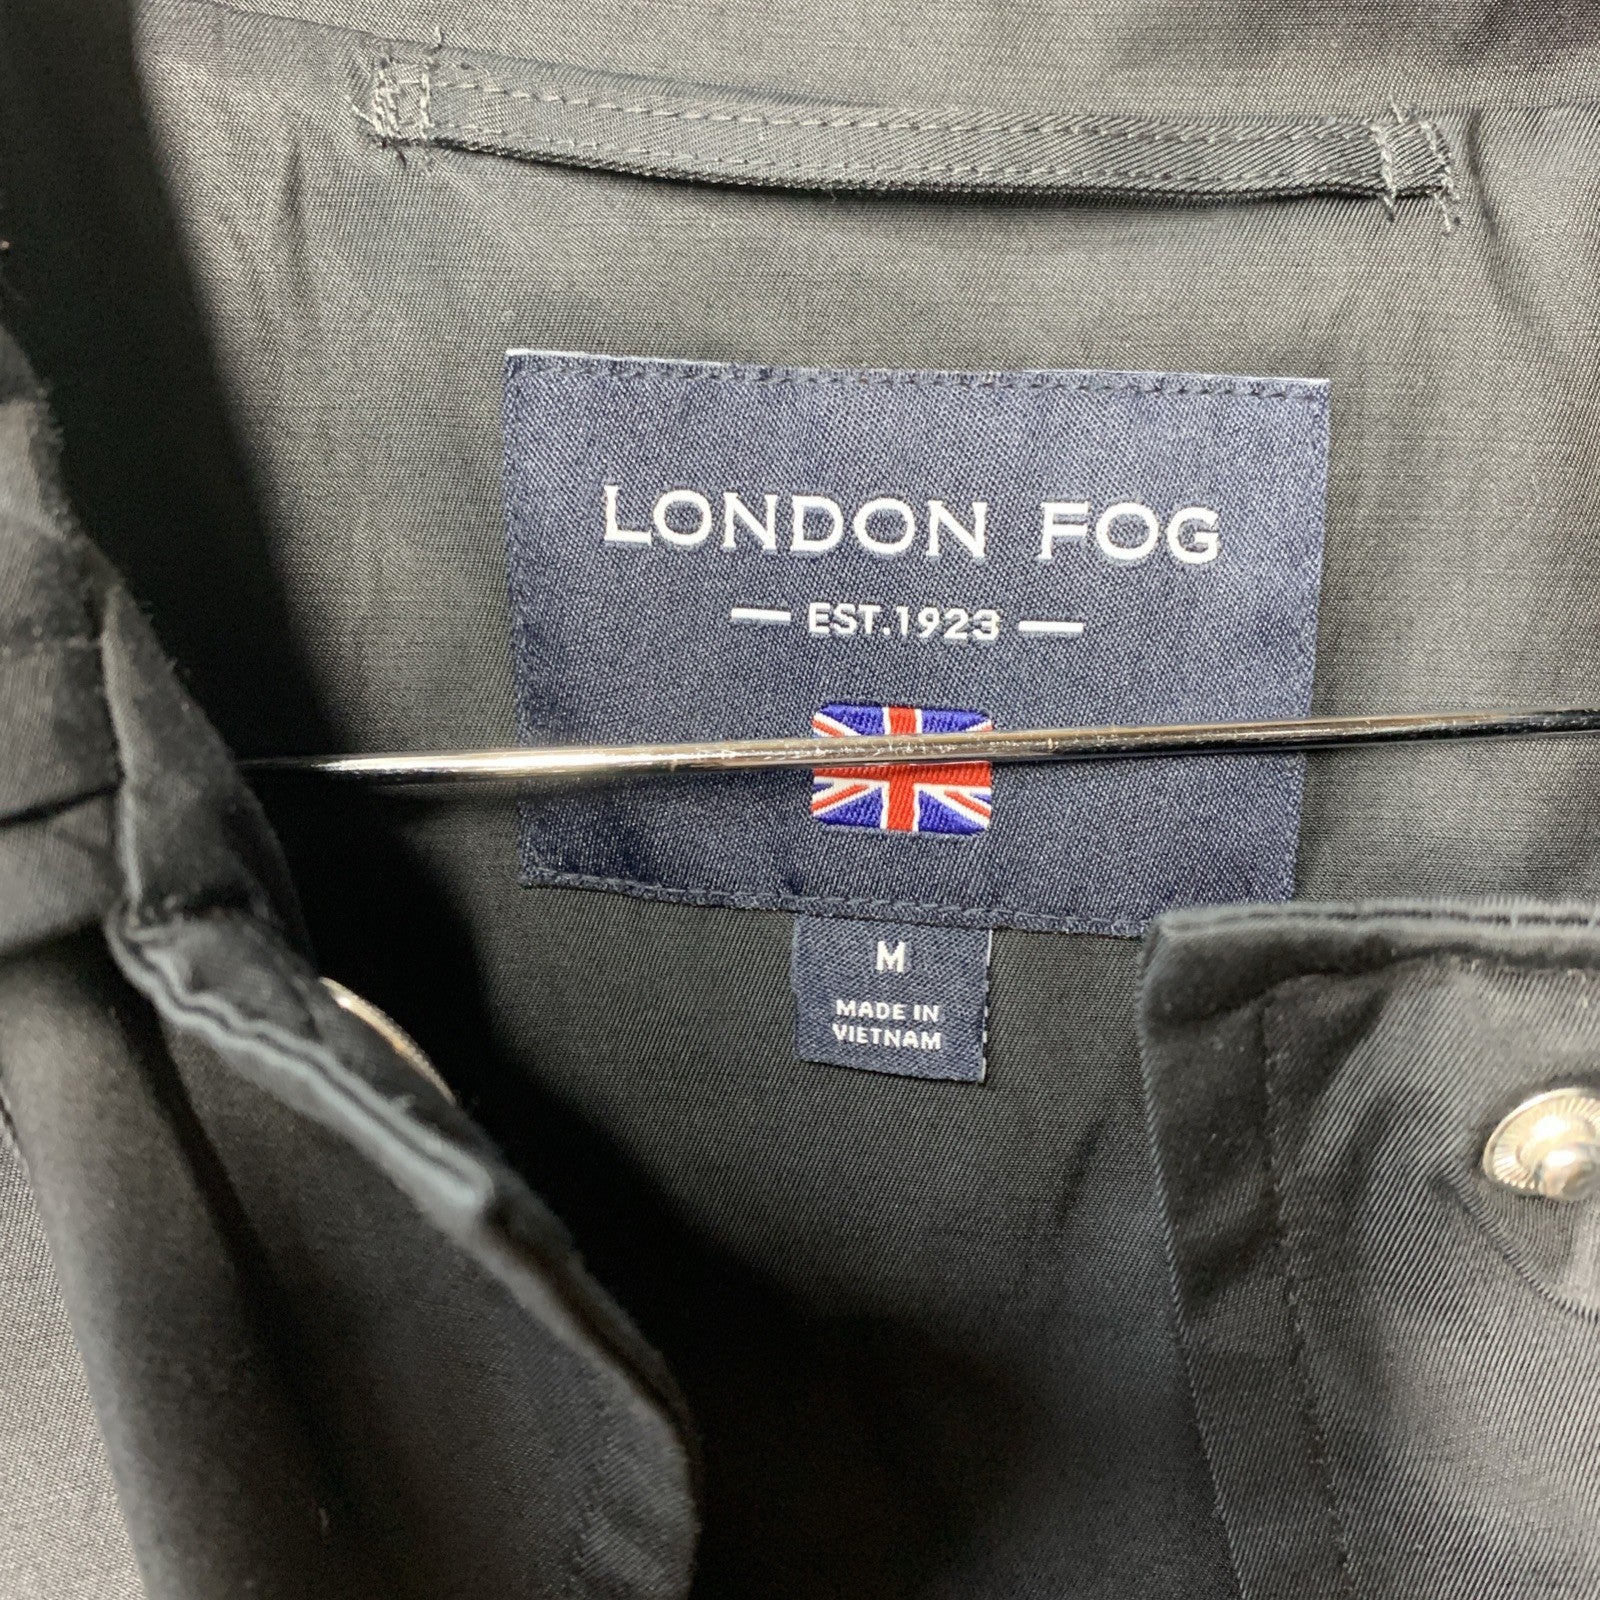 LONDON FOG
— EST.1923 —
M
MADE IN
VIETNAM